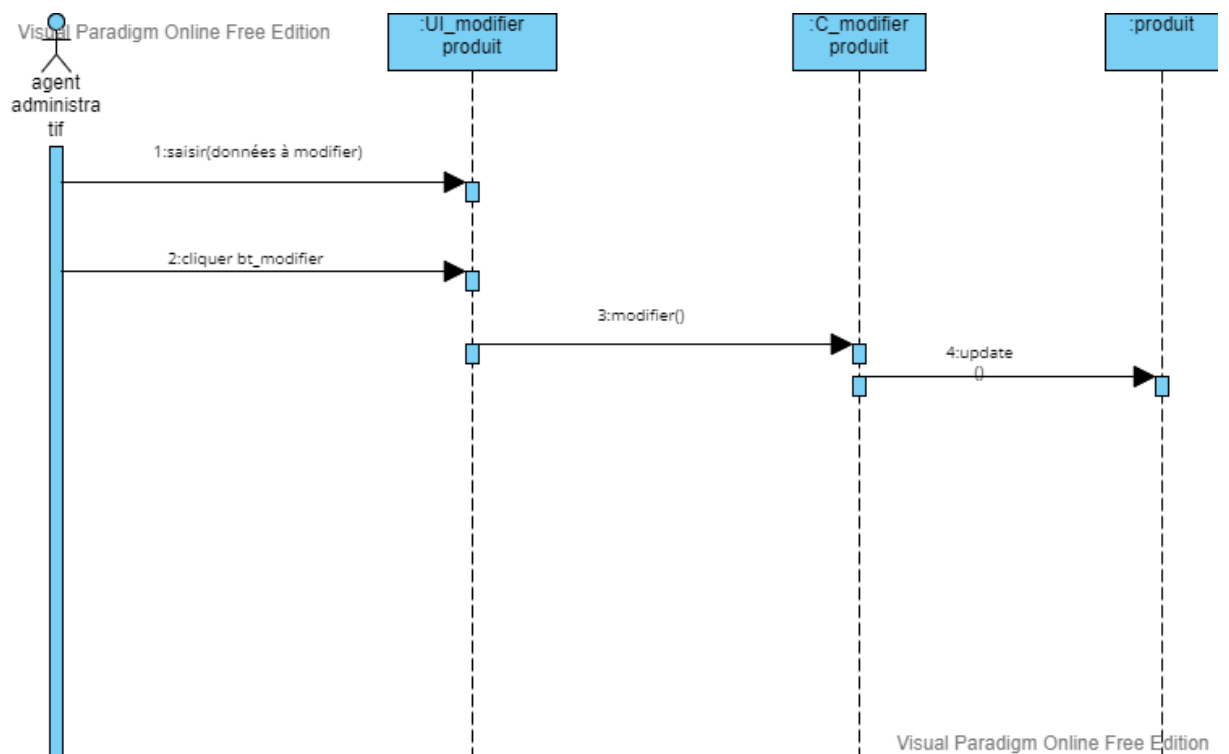 Visual Paradigm Online Free Edition
agent
administra
tif
:UI_modifier
produit
:C_modifier
produit
:produit
1:saisir(données à modifier)
2:cliquer bt_modifier
3:modifier()
4:update
()
Visual Paradigm Online Free Edition